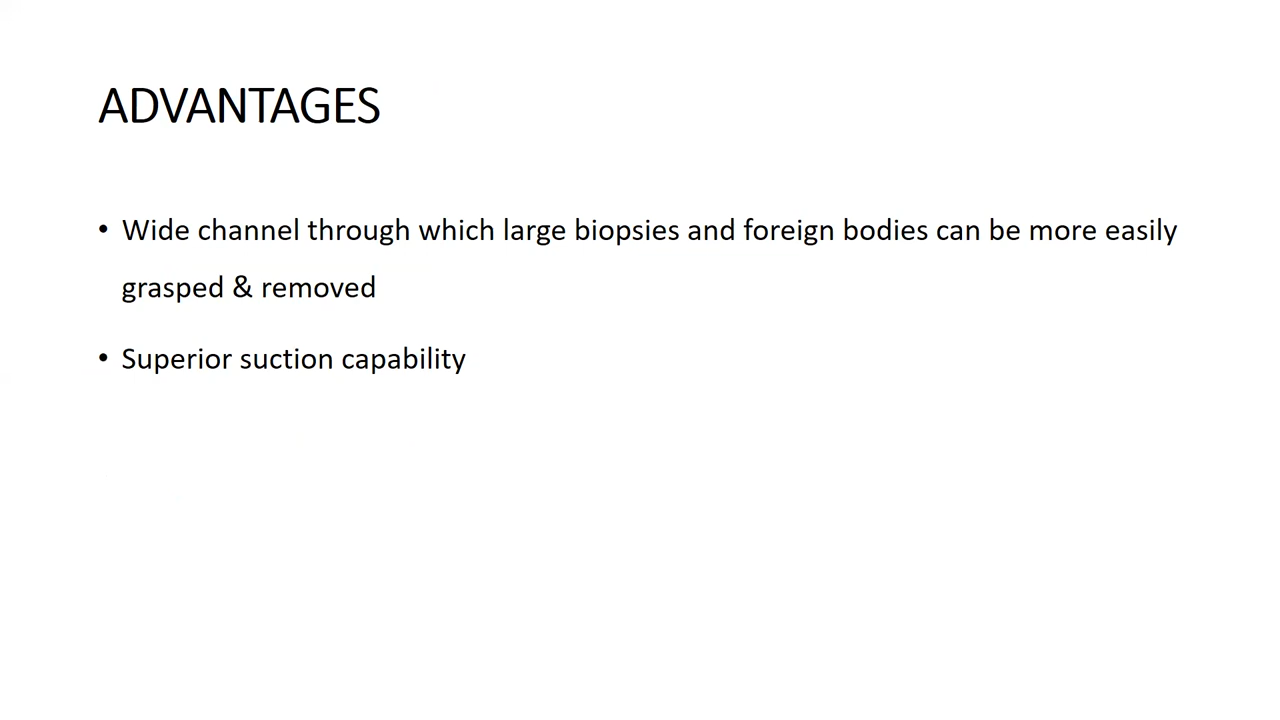 ADVANTAGES
• Wide channel through which large biopsies and foreign bodies can be more easily
grasped & removed
• Superior suction capability